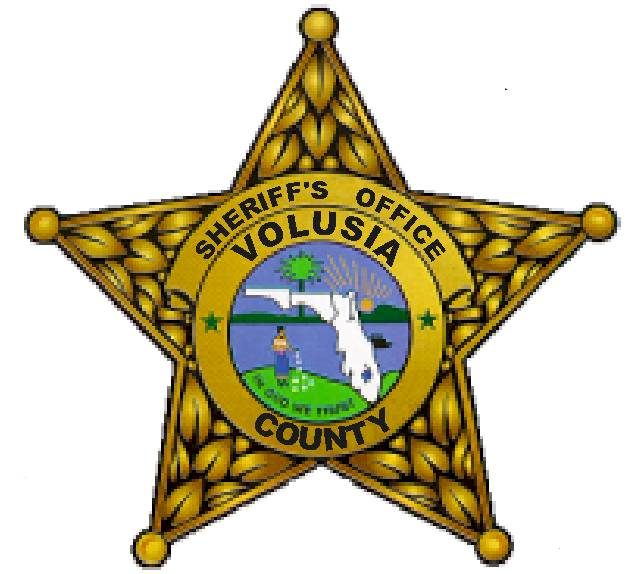 SHERIFF'S OFFICE
VOLUSIA
IN GOD WE TRUST
COUNTY